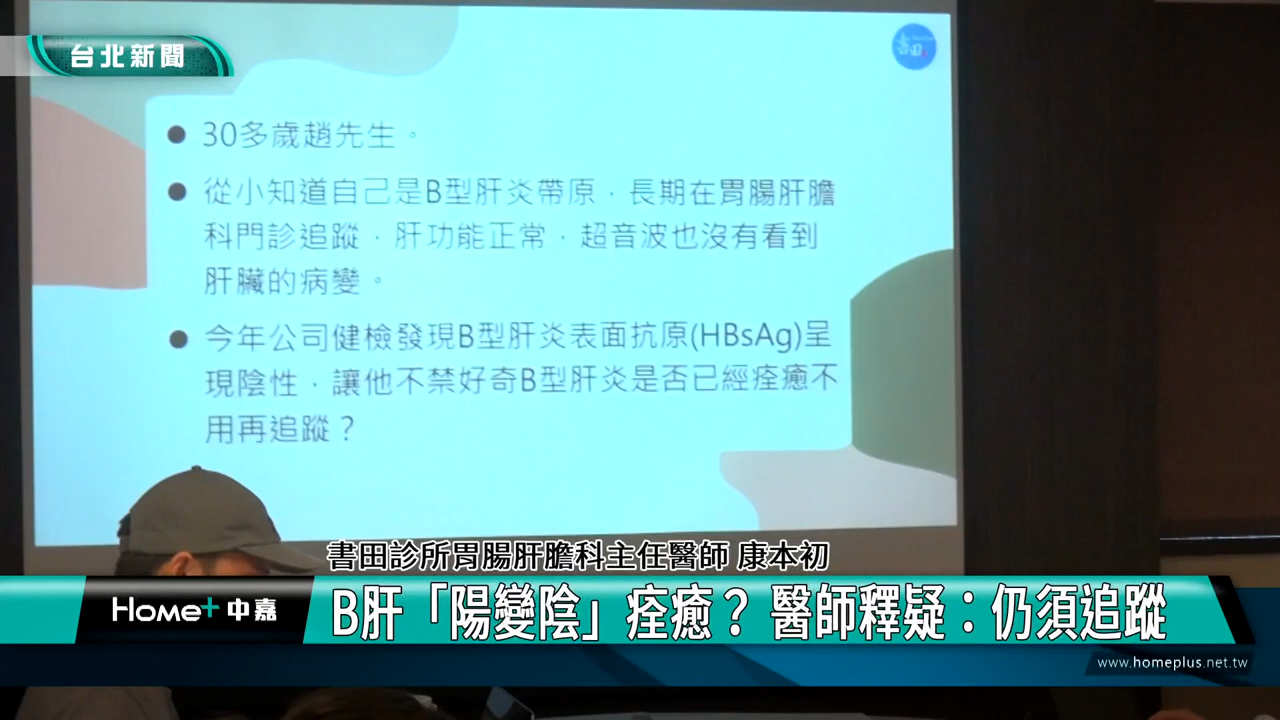 台北新聞
書田
30多歲趙先生。
從小知道自己是B型肝炎帶原，長期在胃腸肝膽
科門診追蹤，肝功能正常，超音波也沒有看到
肝臟的病變。
今年公司健檢發現B型肝炎表面抗原(HBsAg)呈
現陰性，讓他不禁好奇B型肝炎是否已經痊癒不
用再追蹤？
書田診所胃腸肝膽科主任醫師 康本初
Home+中嘉
B肝「陽變陰」痊癒？ 醫師釋疑：仍須追蹤
www.homeplus.net.tw